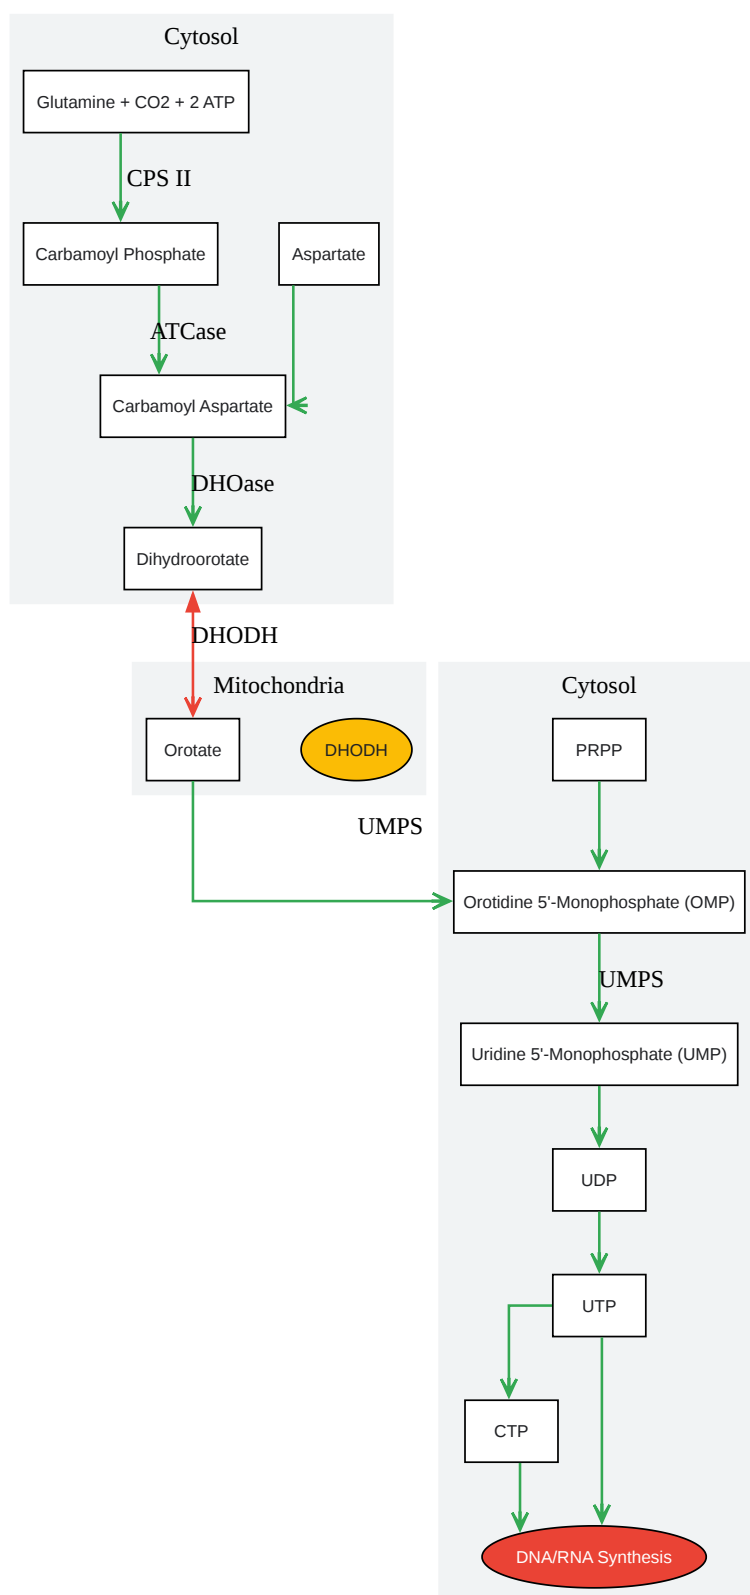 Cytosol
Glutamine + CO2 + 2 ATP
CPS II
Carbamoyl Phosphate
Aspartate
ATCase
Carbamoyl Aspartate
DHOase
Dihydroorotate
DHODH
Mitochondria
Cytosol
Orotate
DHODH
PRPP
UMPS
Orotidine 5'-Monophosphate (OMP)
UMPS
Uridine 5'-Monophosphate (UMP)
UDP
UTP
CTP
DNA/RNA Synthesis